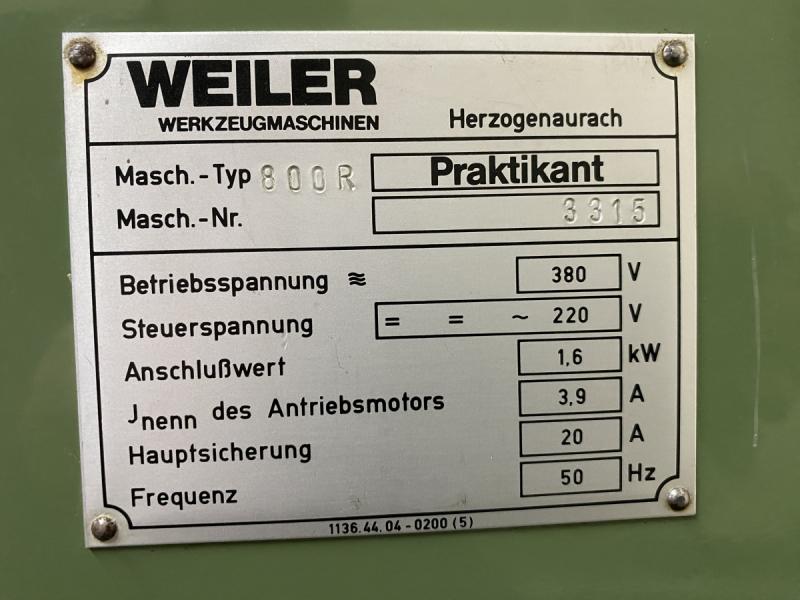 WEILER
WERKZEUGMASCHINEN Herzogenaurach
Masch.-Typ 800R Praktikant
Masch.-Nr. 3315
Betriebsspannung ≋ 380 V
Steuerspannung = = ~ 220 V
Anschlußwert 1,6 kW
Jnenn des Antriebsmotors 3,9 A
Hauptsicherung 20 A
Frequenz 50 Hz
1136.44.04-0200 (5)